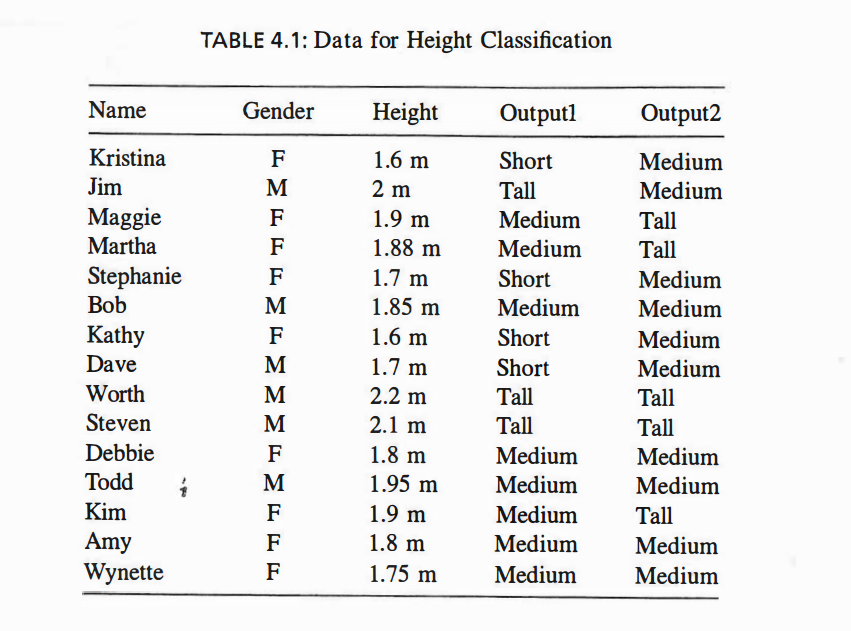 TABLE 4.1: Data for Height Classification
Name Gender Height Output1 Output2
Kristina F 1.6 m Short Medium
Jim M 2 m Tall Medium
Maggie F 1.9 m Medium Tall
Martha F 1.88 m Medium Tall
Stephanie F 1.7 m Short Medium
Bob M 1.85 m Medium Medium
Kathy F 1.6 m Short Medium
Dave M 1.7 m Short Medium
Worth M 2.2 m Tall Tall
Steven M 2.1 m Tall Tall
Debbie F 1.8 m Medium Medium
Todd M 1.95 m Medium Medium
Kim F 1.9 m Medium Tall
Amy F 1.8 m Medium Medium
Wynette F 1.75 m Medium Medium